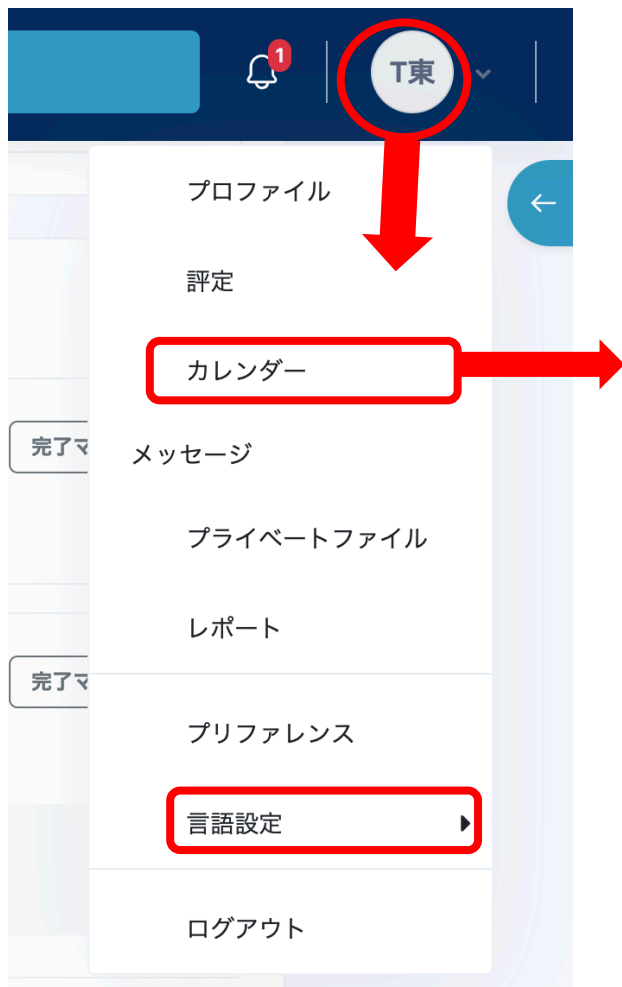 1
T東
プロファイル
評定
カレンダー
完了マ
メッセージ
プライベートファイル
レポート
完了マ
プリファレンス
言語設定
ログアウト